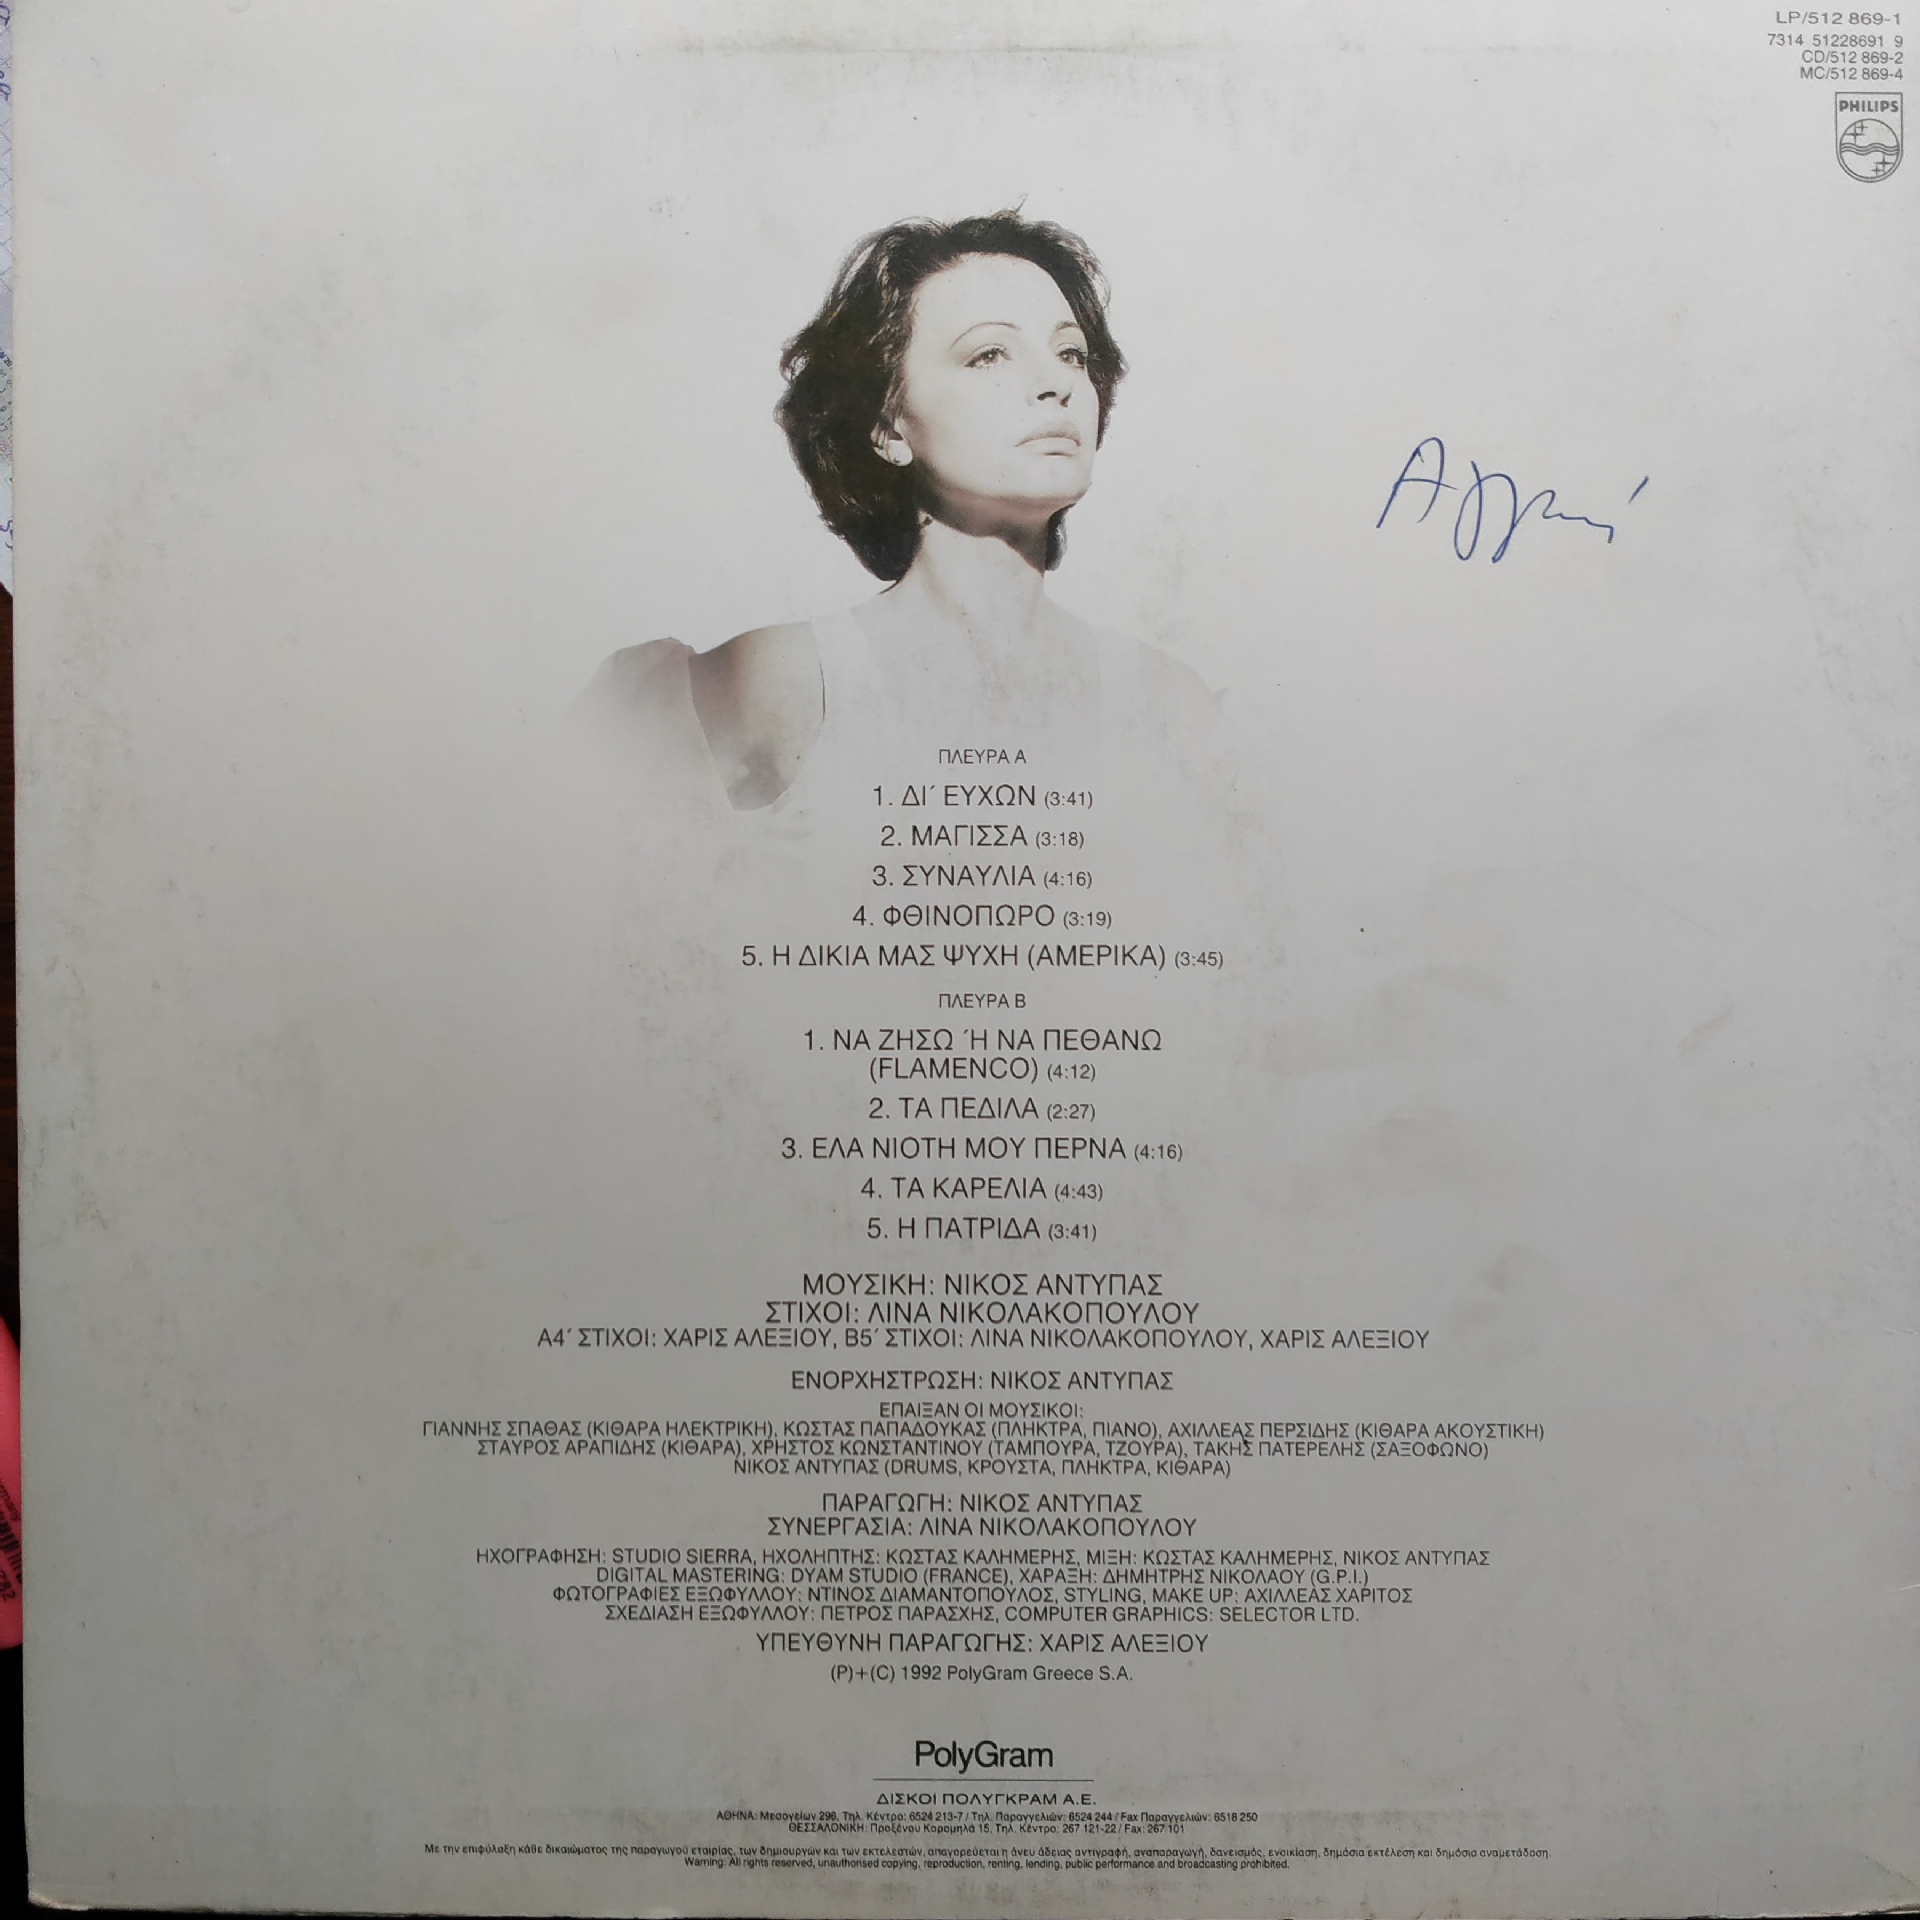 LP/512 869-1
7314 51228691 9
CD/512 869-2
MC/512 869-4
PHILIPS
ΠΛΕΥΡΑ Α
1. ΔΙ΄ ΕΥΧΩΝ (3:41)
2. ΜΑΓΙΣΣΑ (3:18)
3. ΣΥΝΑΥΛΙΑ (4:16)
4. ΦΘΙΝΟΠΩΡΟ (3:19)
5. Η ΔΙΚΙΑ ΜΑΣ ΨΥΧΗ (ΑΜΕΡΙΚΑ) (3:45)
ΠΛΕΥΡΑ Β
1. ΝΑ ΖΗΣΩ ΄Η ΝΑ ΠΕΘΑΝΩ
(FLAMENCO) (4:12)
2. ΤΑ ΠΕΔΙΛΑ (2:27)
3. ΕΛΑ ΝΙΟΤΗ ΜΟΥ ΠΕΡΝΑ (4:16)
4. ΤΑ ΚΑΡΕΛΙΑ (4:43)
5. Η ΠΑΤΡΙΔΑ (3:41)
ΜΟΥΣΙΚΗ: ΝΙΚΟΣ ΑΝΤΥΠΑΣ
ΣΤΙΧΟΙ: ΛΙΝΑ ΝΙΚΟΛΑΚΟΠΟΥΛΟΥ
Α4΄ ΣΤΙΧΟΙ: ΧΑΡΙΣ ΑΛΕΞΙΟΥ, Β5΄ ΣΤΙΧΟΙ: ΛΙΝΑ ΝΙΚΟΛΑΚΟΠΟΥΛΟΥ, ΧΑΡΙΣ ΑΛΕΞΙΟΥ
ΕΝΟΡΧΗΣΤΡΩΣΗ: ΝΙΚΟΣ ΑΝΤΥΠΑΣ
ΕΠΑΙΞΑΝ ΟΙ ΜΟΥΣΙΚΟΙ:
ΓΙΑΝΝΗΣ ΣΠΑΘΑΣ (ΚΙΘΑΡΑ ΗΛΕΚΤΡΙΚΗ), ΚΩΣΤΑΣ ΠΑΠΑΔΟΥΚΑΣ (ΠΛΗΚΤΡΑ, ΠΙΑΝΟ), ΑΧΙΛΛΕΑΣ ΠΕΡΣΙΔΗΣ (ΚΙΘΑΡΑ ΑΚΟΥΣΤΙΚΗ)
ΣΤΑΥΡΟΣ ΑΡΑΠΙΔΗΣ (ΚΙΘΑΡΑ), ΧΡΗΣΤΟΣ ΚΩΝΣΤΑΝΤΙΝΟΥ (ΤΑΜΠΟΥΡΑ, ΤΖΟΥΡΑ), ΤΑΚΗΣ ΠΑΤΕΡΕΛΗΣ (ΣΑΞΟΦΩΝΟ)
ΝΙΚΟΣ ΑΝΤΥΠΑΣ (DRUMS, ΚΡΟΥΣΤΑ, ΠΛΗΚΤΡΑ, ΚΙΘΑΡΑ)
ΠΑΡΑΓΩΓΗ: ΝΙΚΟΣ ΑΝΤΥΠΑΣ
ΣΥΝΕΡΓΑΣΙΑ: ΛΙΝΑ ΝΙΚΟΛΑΚΟΠΟΥΛΟΥ
ΗΧΟΓΡΑΦΗΣΗ: STUDIO SIERRA, ΗΧΟΛΗΠΤΗΣ: ΚΩΣΤΑΣ ΚΑΛΗΜΕΡΗΣ, ΜΙΞΗ: ΚΩΣΤΑΣ ΚΑΛΗΜΕΡΗΣ, ΝΙΚΟΣ ΑΝΤΥΠΑΣ
DIGITAL MASTERING: DYAM STUDIO (FRANCE), ΧΑΡΑΞΗ: ΔΗΜΗΤΡΗΣ ΝΙΚΟΛΑΟΥ (G.P.I.)
ΦΩΤΟΓΡΑΦΙΕΣ ΕΞΩΦΥΛΛΟΥ: ΝΤΙΝΟΣ ΔΙΑΜΑΝΤΟΠΟΥΛΟΣ, STYLING, MAKE UP: ΑΧΙΛΛΕΑΣ ΧΑΡΙΤΟΣ
ΣΧΕΔΙΑΣΗ ΕΞΩΦΥΛΛΟΥ: ΠΕΤΡΟΣ ΠΑΡΑΣΧΗΣ, COMPUTER GRAPHICS: SELECTOR LTD.
ΥΠΕΥΘΥΝΗ ΠΑΡΑΓΩΓΗΣ: ΧΑΡΙΣ ΑΛΕΞΙΟΥ
(P)+(C) 1992 PolyGram Greece S.A.
PolyGram
ΔΙΣΚΟΙ ΠΟΛΥΓΚΡΑΜ Α.Ε.
ΑΘΗΝΑ: Μεσογείων 296, Τηλ. Κέντρο: 6524 213-7 / Τηλ. Παραγγελιών: 6524 244 / Fax Παραγγελιών: 6518 250
ΘΕΣΣΑΛΟΝΙΚΗ: Προξένου Κορομηλά 15, Τηλ. Κέντρο: 267 121-22 / Fax: 267 101
Με την επιφύλαξη κάθε δικαιώματος της παραγωγού εταιρίας, των δημιουργών και των εκτελεστών, απαγορεύεται η άνευ άδειας αντιγραφή, αναπαραγωγή, δανεισμός, ενοικίαση, δημόσια εκτέλεση και δημόσια αναμετάδοση.
Warning: All rights reserved, unauthorised copying, reproduction, renting, lending, public performance and broadcasting prohibited.